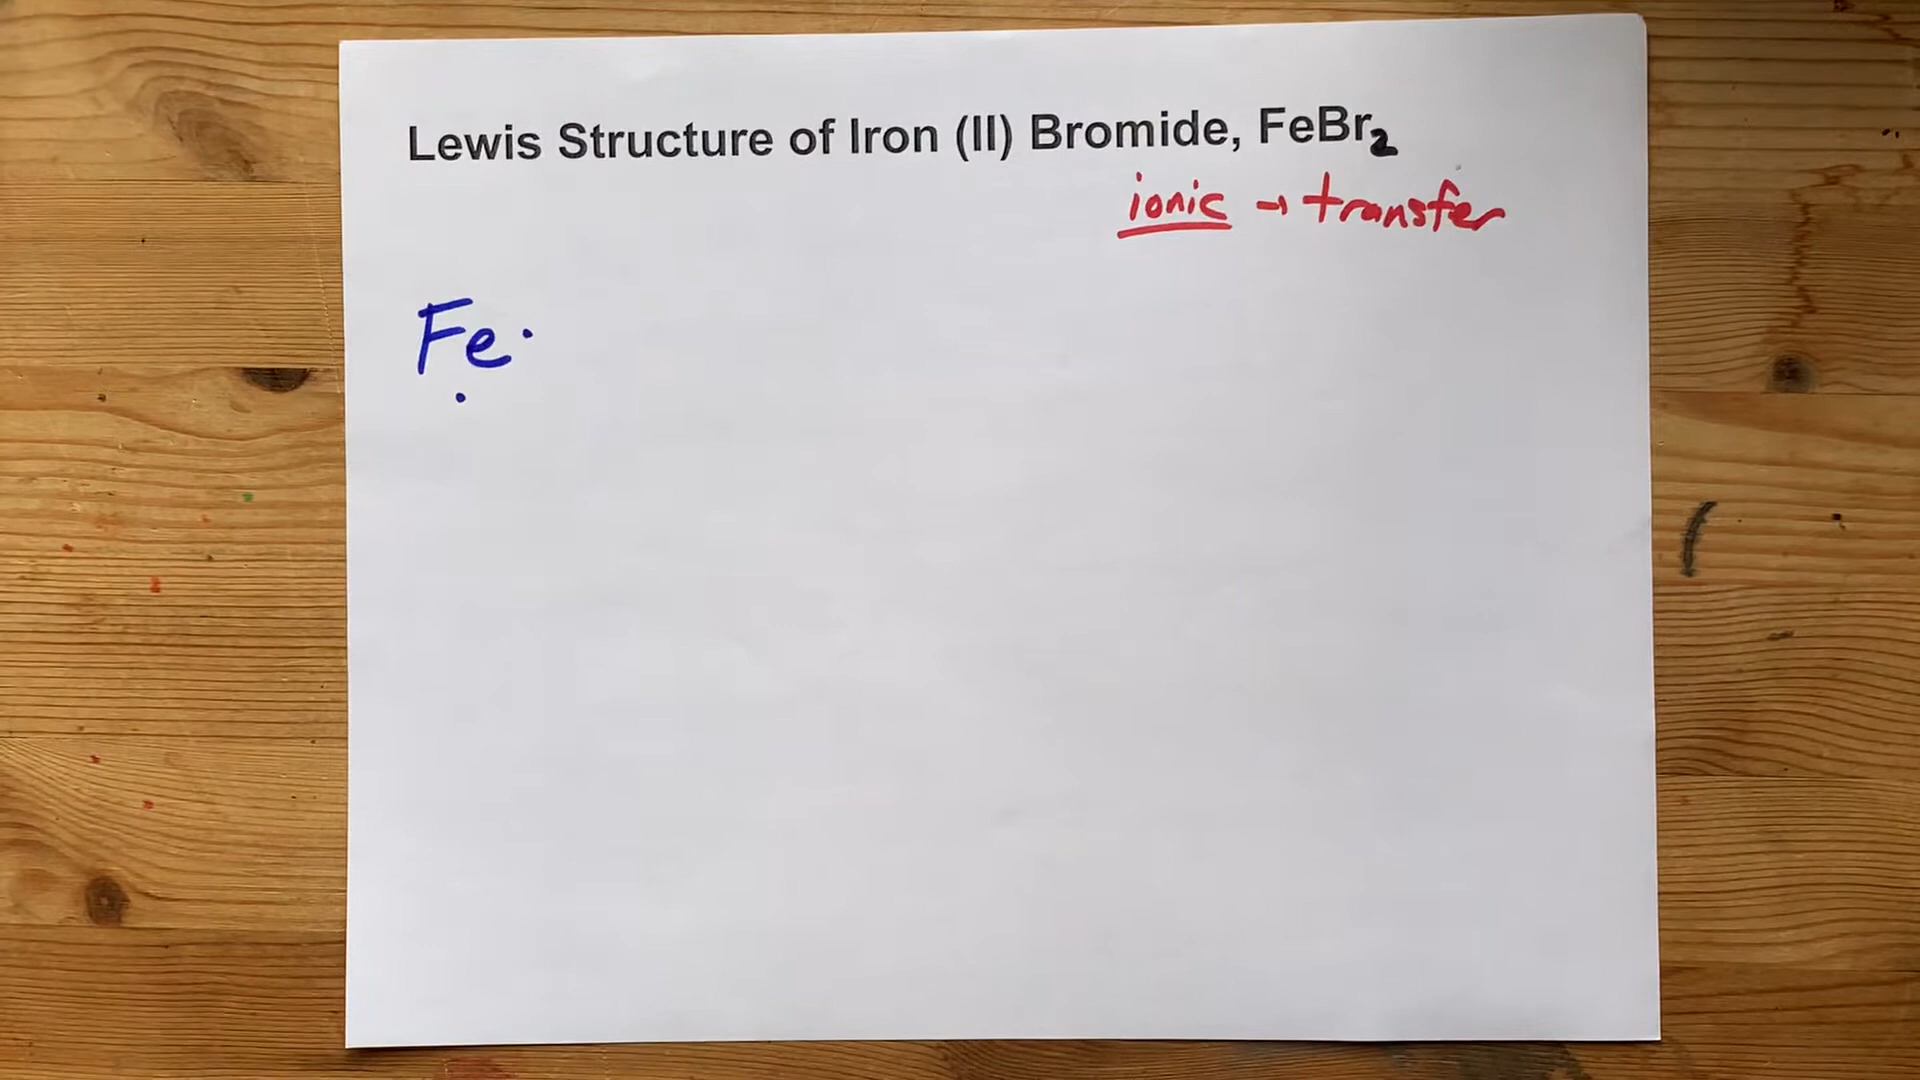 Lewis Structure of Iron (II) Bromide, FeBr₂
ionic → transfer
Fe